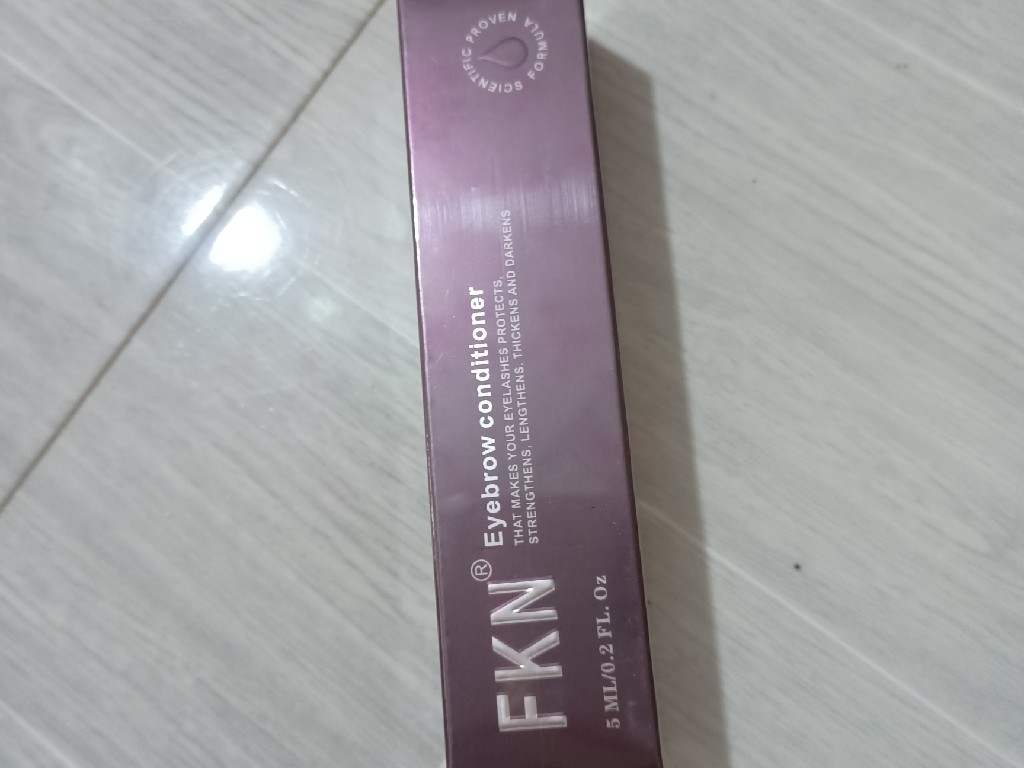 SCIENTIFIC PROVEN FORMULA
FKN®
Eyebrow conditioner
THAT MAKES YOUR EYELASHES PROTECTS,
STRENGTHENS, LENGTHENS, THICKENS AND DARKENS
5 ML/0.2 FL. Oz